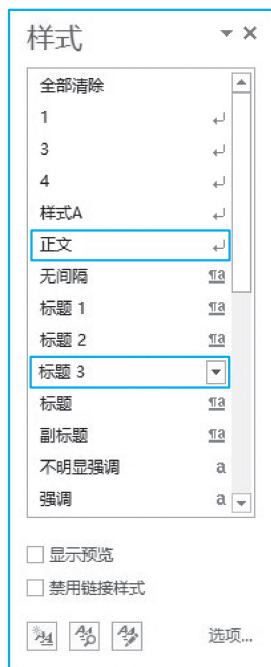 样式
全部清除
1
3
4
样式A
正文
无间隔
标题 1
标题 2
标题 3
标题
副标题
不明显强调
a
强调
a
显示预览
禁用链接样式
选项...